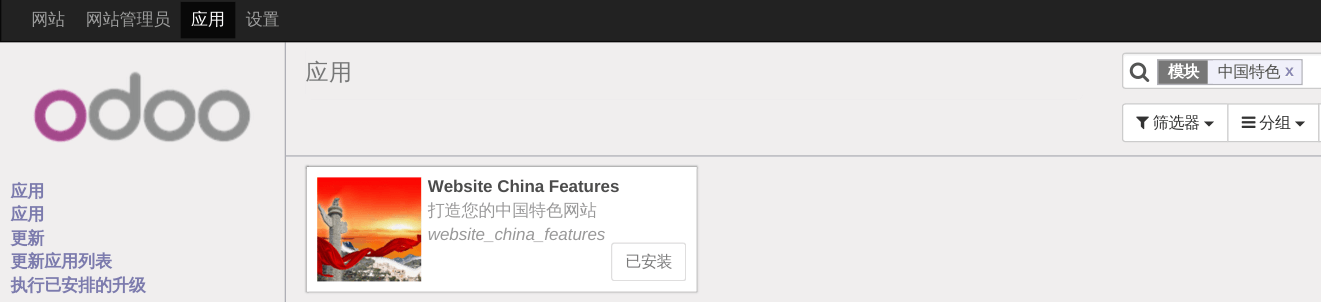 网站 网站管理员 应用 设置
odoo
应用
应用
更新
更新应用列表
执行已安排的升级
应用
模块 中国特色 x
筛选器 分组
Website China Features
打造您的中国特色网站
website_china_features
已安装